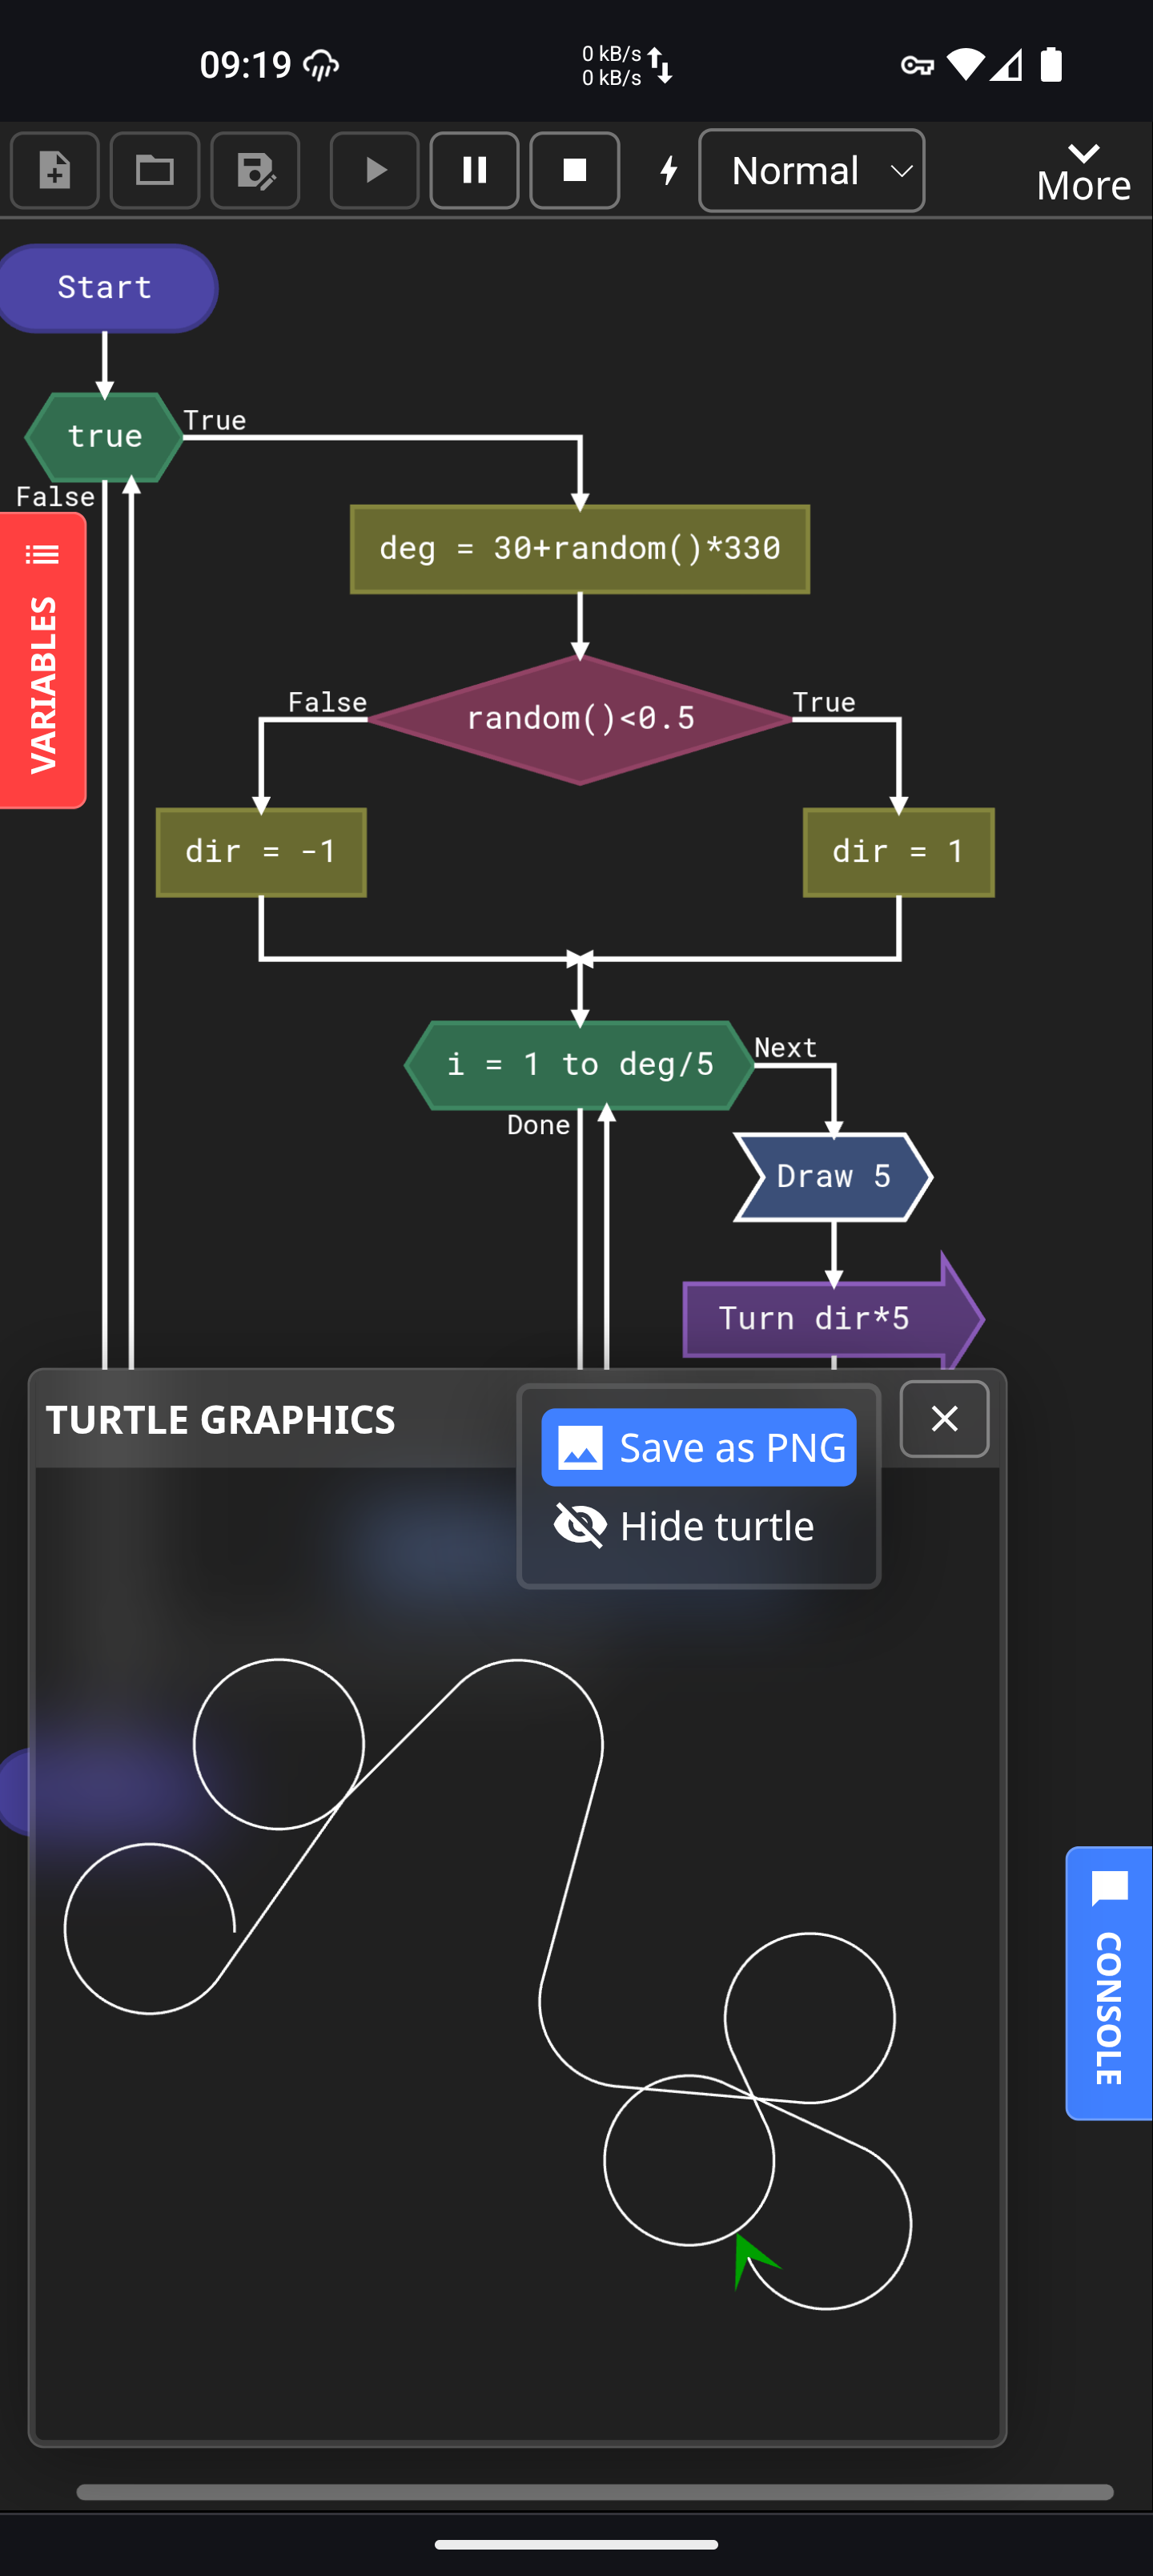 09:19
0 kB/s
0 kB/s
Normal
More
Start
true
True
False
deg = 30+random()*330
VARIABLES
random()<0.5
False
True
dir = -1
dir = 1
i = 1 to deg/5
Next
Done
Draw 5
Turn dir*5
TURTLE GRAPHICS
Save as PNG
Hide turtle
CONSOLE